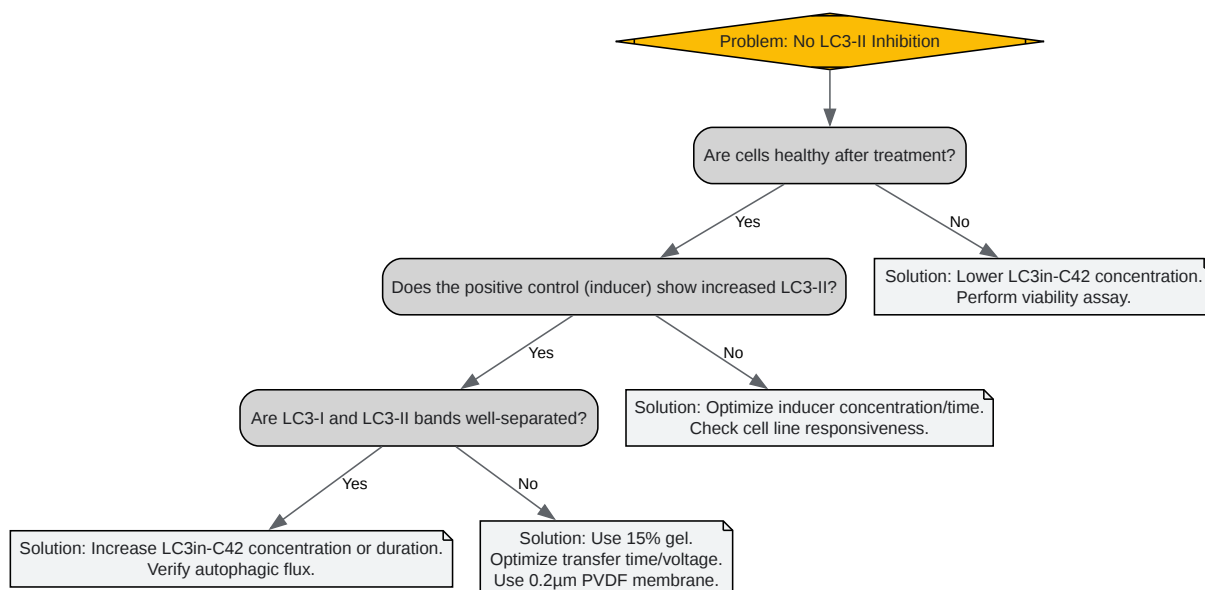 Problem: No LC3-II Inhibition
Are cells healthy after treatment?
Yes
No
Does the positive control (inducer) show increased LC3-II?
Solution: Lower LC3in-C42 concentration.
Perform viability assay.
Yes
No
Are LC3-I and LC3-II bands well-separated?
Solution: Optimize inducer concentration/time.
Check cell line responsiveness.
Yes
No
Solution: Increase LC3in-C42 concentration or duration.
Verify autophagic flux.
Solution: Use 15% gel.
Optimize transfer time/voltage.
Use 0.2µm PVDF membrane.